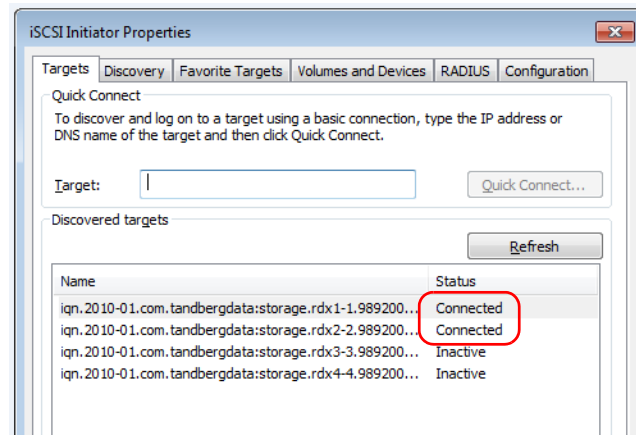 iSCSI Initiator Properties
Targets Discovery Favorite Targets Volumes and Devices RADIUS Configuration
Quick Connect
To discover and log on to a target using a basic connection, type the IP address or
DNS name of the target and then click Quick Connect.
Target:
Quick Connect...
Discovered targets
Refresh
Name Status
iqn.2010-01.com.tandbergdata:storage.rdx1-1.989200... Connected
iqn.2010-01.com.tandbergdata:storage.rdx2-2.989200... Connected
iqn.2010-01.com.tandbergdata:storage.rdx3-3.989200... Inactive
iqn.2010-01.com.tandbergdata:storage.rdx4-4.989200... Inactive